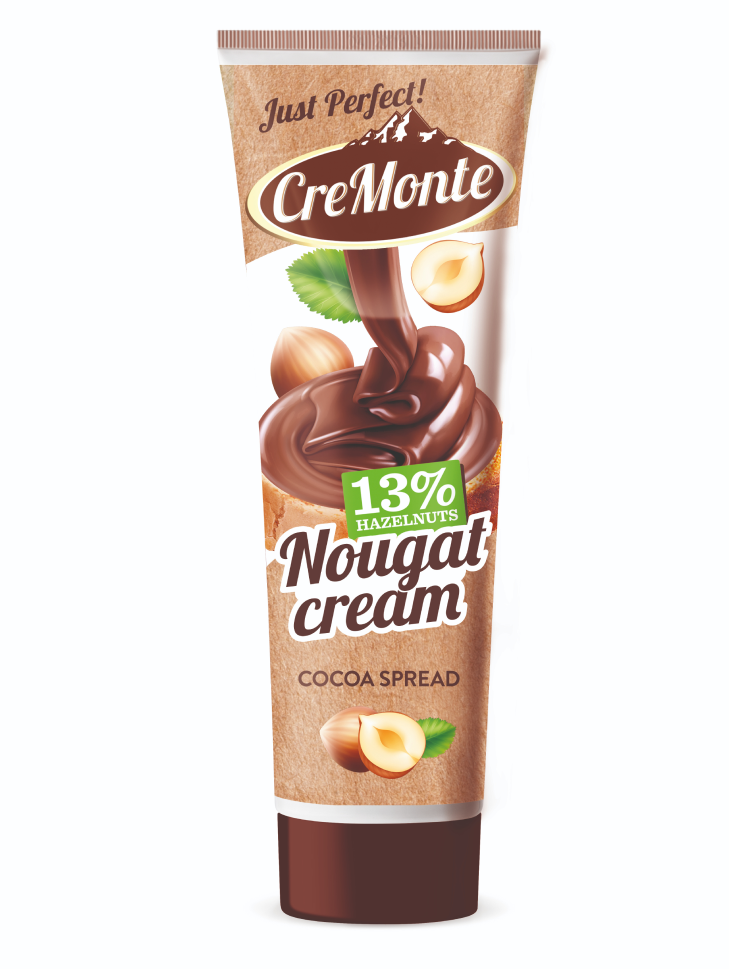 Just Perfect!
CreMonte
13%
HAZELNUTS
Nougat
cream
COCOA SPREAD